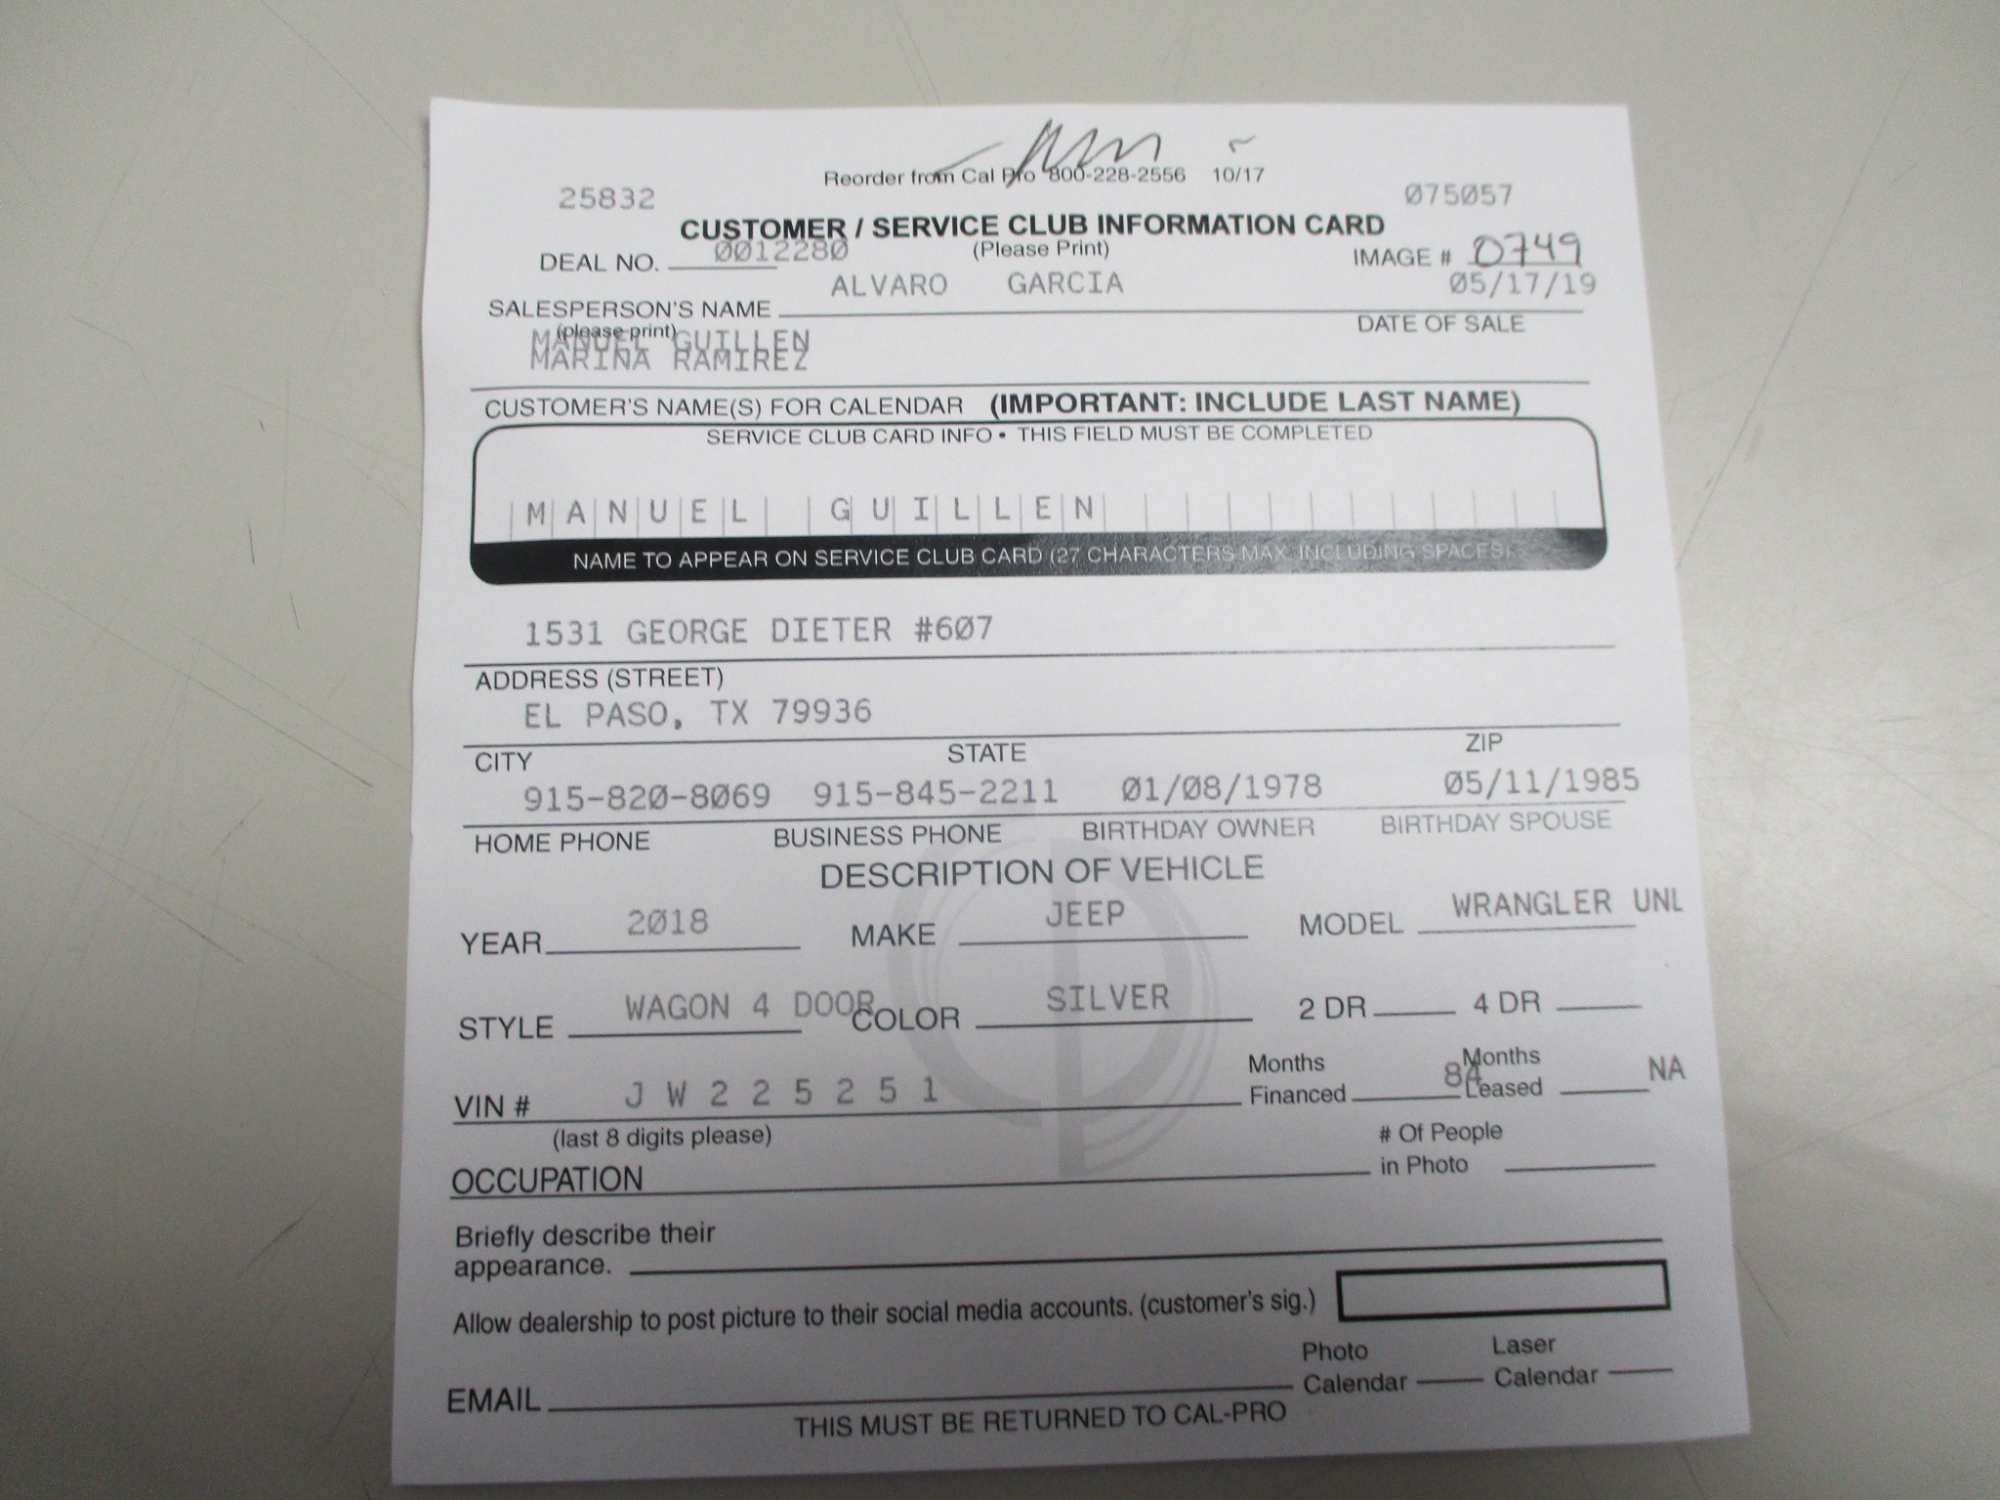 Reorder from Cal Pro 800-228-2556 10/17
25832 075057
CUSTOMER / SERVICE CLUB INFORMATION CARD
DEAL NO. 0012280 (Please Print) IMAGE # 0749
ALVARO GARCIA 05/17/19
SALESPERSON'S NAME DATE OF SALE
(please print)
MANUEL GUILLEN
MARINA RAMIREZ
CUSTOMER'S NAME(S) FOR CALENDAR (IMPORTANT: INCLUDE LAST NAME)
SERVICE CLUB CARD INFO • THIS FIELD MUST BE COMPLETED
MANUEL GUILLEN
NAME TO APPEAR ON SERVICE CLUB CARD (27 CHARACTERS MAX. INCLUDING SPACES)
1531 GEORGE DIETER #607
ADDRESS (STREET)
EL PASO, TX 79936
CITY STATE ZIP
915-820-8069 915-845-2211 01/08/1978 05/11/1985
HOME PHONE BUSINESS PHONE BIRTHDAY OWNER BIRTHDAY SPOUSE
DESCRIPTION OF VEHICLE
YEAR 2018 MAKE JEEP MODEL WRANGLER UNL
STYLE WAGON 4 DOOR COLOR SILVER 2 DR 4 DR
VIN # JW225251 Months Financed 84 Months Leased NA
(last 8 digits please)
OCCUPATION # Of People in Photo
Briefly describe their
appearance.
Allow dealership to post picture to their social media accounts. (customer's sig.)
EMAIL Photo Calendar Laser Calendar
THIS MUST BE RETURNED TO CAL-PRO